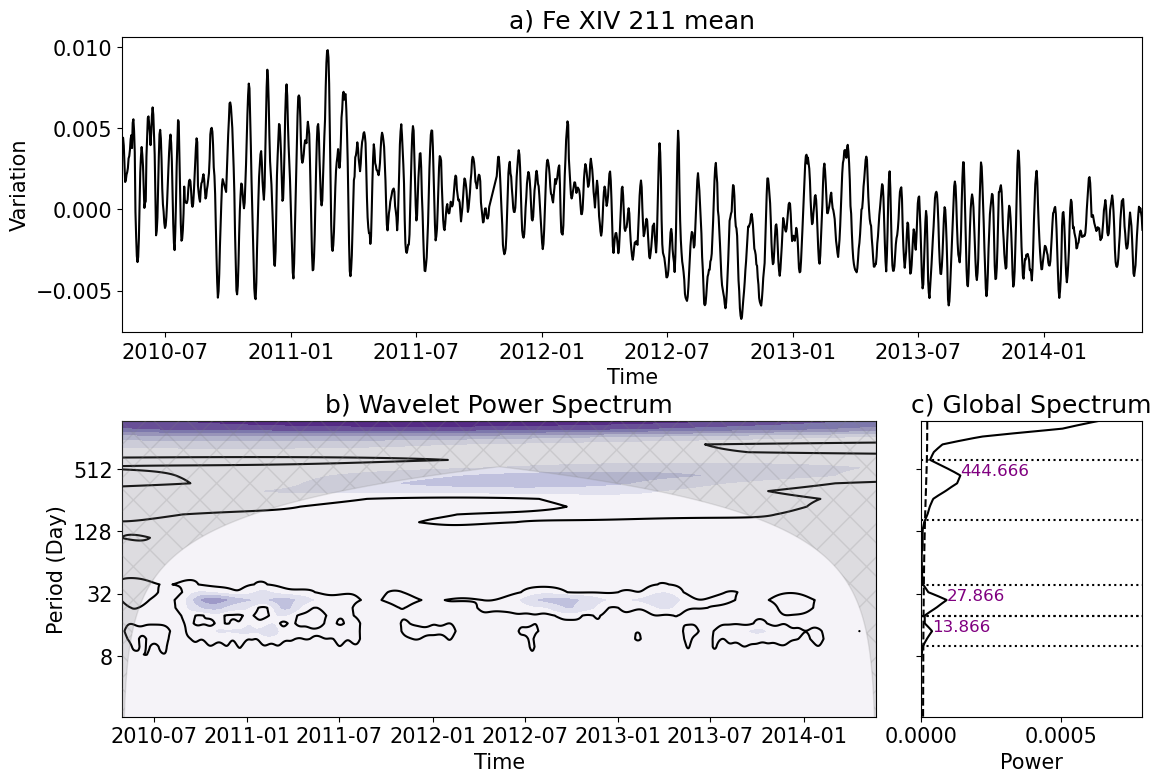 a) Fe XIV 211 mean
0.010
0.005
0.000
−0.005
Variation
2010-07 2011-01 2011-07 2012-01 2012-07 2013-01 2013-07 2014-01
Time
b) Wavelet Power Spectrum
512
128
32
8
Period (Day)
2010-07 2011-01 2011-07 2012-01 2012-07 2013-01 2013-07 2014-01
Time
c) Global Spectrum
444.666
27.866
13.866
0.0000 0.0005
Power